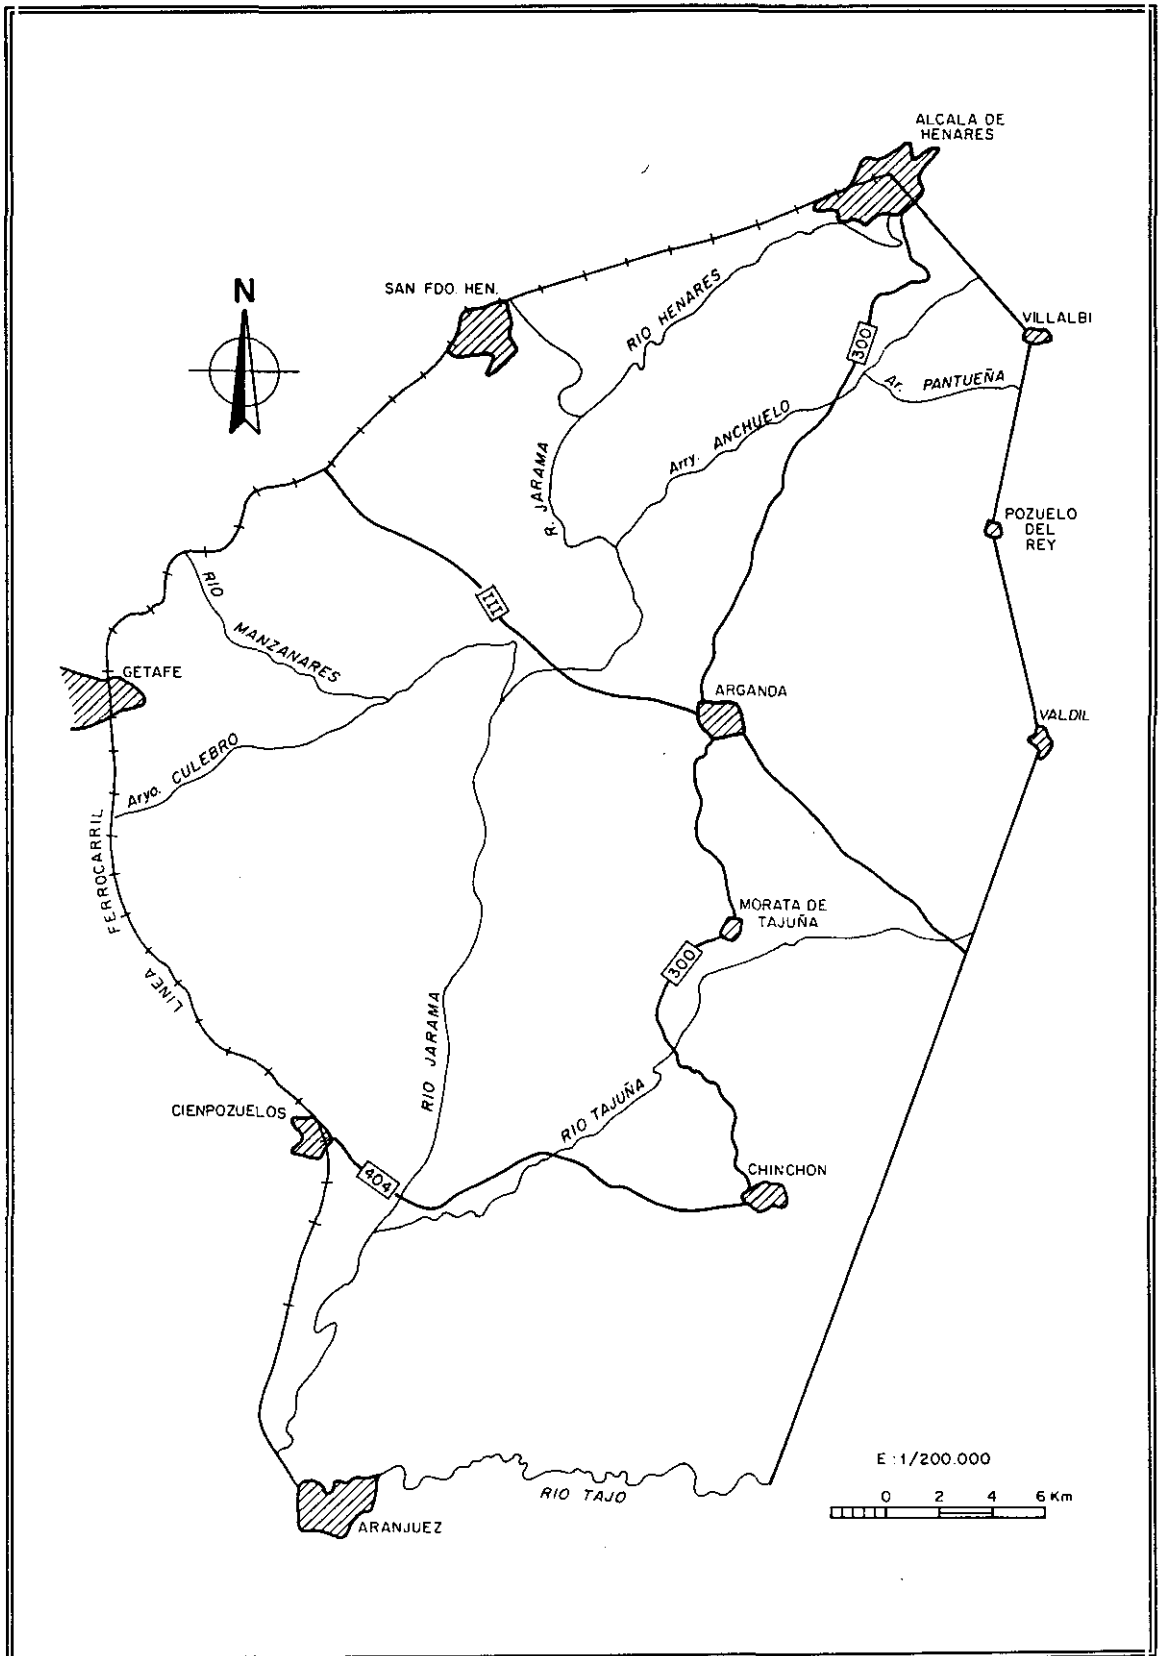 ALCALA DE
HENARES
N
SAN FDO. HEN.
RIO HENARES
VILLALBI
300
Ar. PANTUEÑA
Arry. ANCHUELO
R. JARAMA
POZUELO
DEL
REY
RIO
MANZANARES
III
GETAFE
ARGANDA
VALDIL
Aryo. CULEBRO
LINEA
FERROCARRIL
MORATA DE
TAJUÑA
300
RIO JARAMA
CIENPOZUELOS
RIO TAJUÑA
404
CHINCHON
E : 1/200.000
0 2 4 6 Km
RIO TAJO
ARANJUEZ